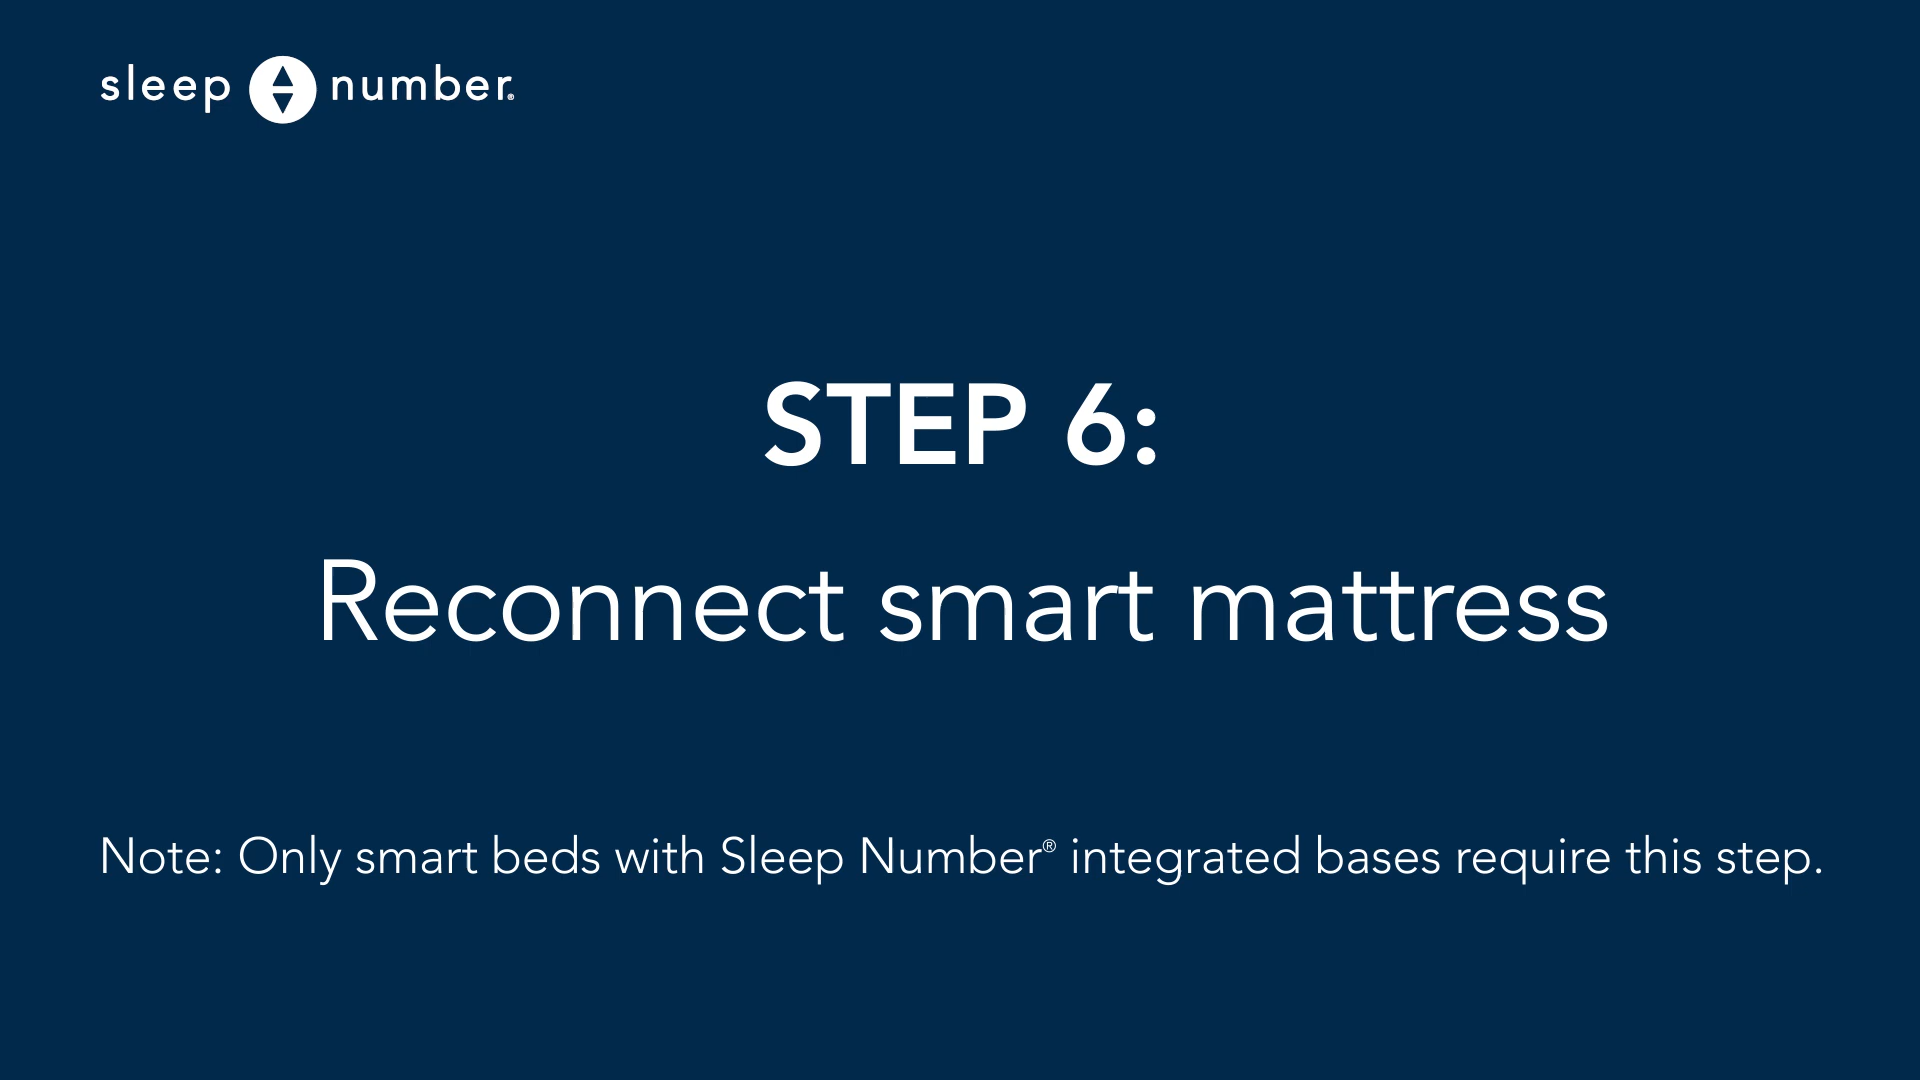 sleep number®
STEP 6:
Reconnect smart mattress
Note: Only smart beds with Sleep Number® integrated bases require this step.